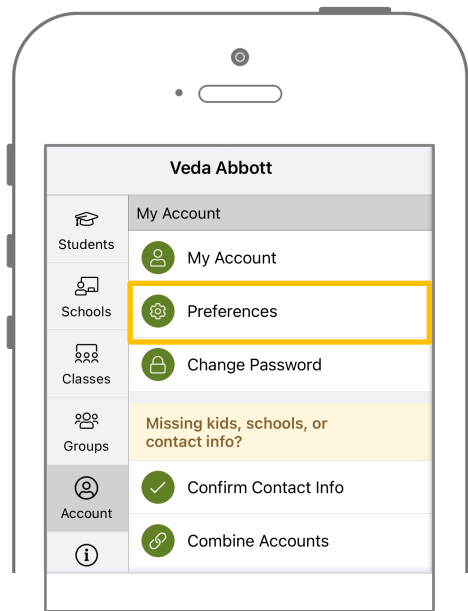 Veda Abbott
Students
Schools
Classes
Groups
Account
My Account
My Account
Preferences
Change Password
Missing kids, schools, or
contact info?
Confirm Contact Info
Combine Accounts